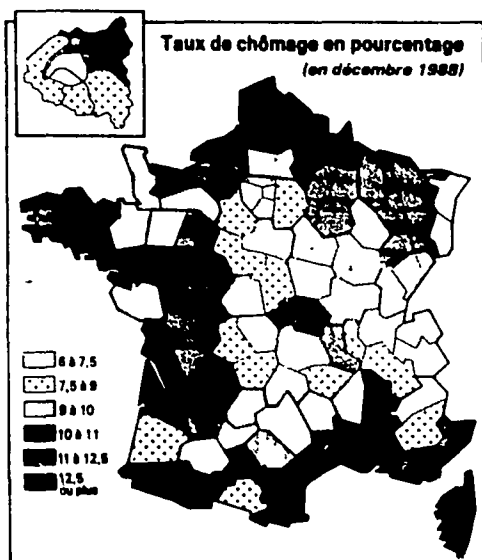 Taux de chômage en pourcentage
(en décembre 1988)
6 à 7,5
7,5 à 9
9 à 10
10 à 11
11 à 12,5
12,5
ou plus